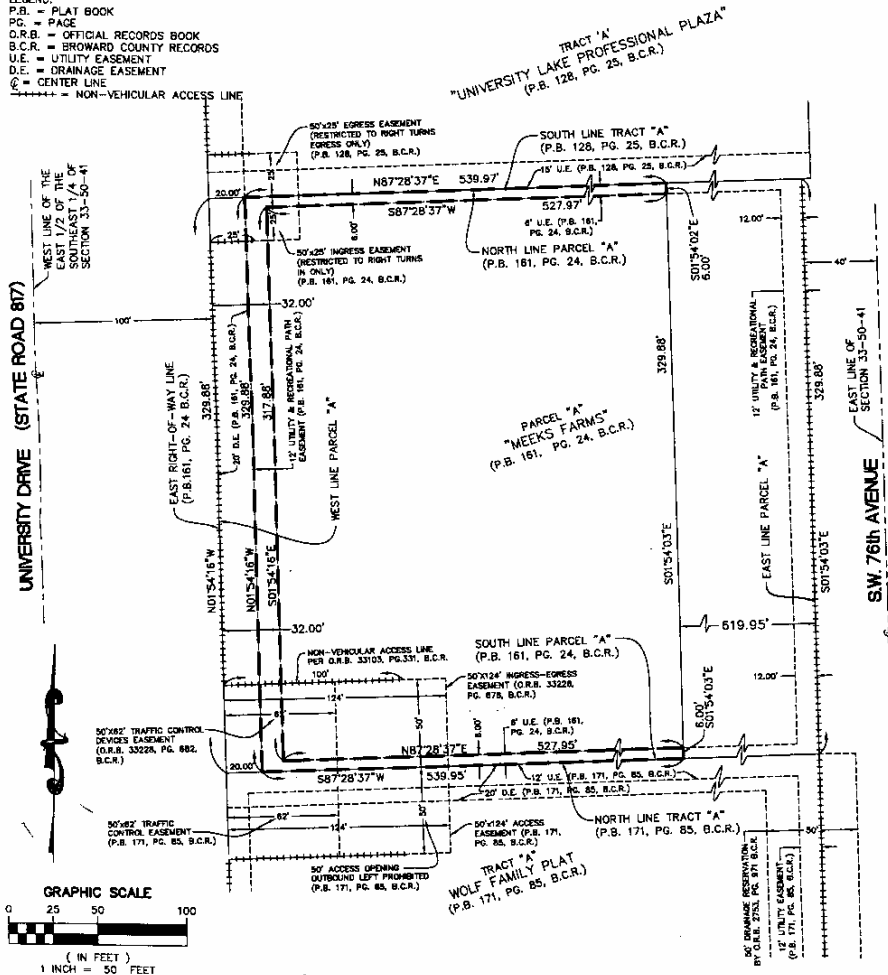 LEGEND:
P.B. = PLAT BOOK
PG. = PAGE
O.R.B. = OFFICIAL RECORDS BOOK
B.C.R. = BROWARD COUNTY RECORDS
U.E. = UTILITY EASEMENT
D.E. = DRAINAGE EASEMENT
℄ = CENTER LINE
= NON-VEHICULAR ACCESS LINE
TRACT 'A'
"UNIVERSITY LAKE PROFESSIONAL PLAZA"
(P.B. 128, PG. 25, B.C.R.)
50'x25' EGRESS EASEMENT
(RESTRICTED TO RIGHT TURNS
EGRESS ONLY)
(P.B. 128, PG. 25, B.C.R.)
SOUTH LINE TRACT "A"
(P.B. 128, PG. 25, B.C.R.)
15' U.E. (P.B. 128, PG. 25, B.C.R.)
WEST LINE OF THE
EAST 1/2 OF THE
SOUTHEAST 1/4 OF
SECTION 33-50-41
20.00'
25'
N87°28'37"E 539.97'
S87°28'37"W 527.97'
25'
25'
6.00'
6' U.E. (P.B. 161,
PG. 24, B.C.R.)
50'x25' INGRESS EASEMENT
(RESTRICTED TO RIGHT TURNS
IN ONLY)
(P.B. 161, PG. 24, B.C.R.)
NORTH LINE PARCEL "A"
(P.B. 161, PG. 24, B.C.R.)
S01°54'02"E
6.00'
12.00'
40'
32.00'
100'
UNIVERSITY DRIVE (STATE ROAD 817)
℄
EAST RIGHT-OF-WAY LINE
(P.B.161, PG. 24 B.C.R.)
329.88'
20' D.E. (P.B. 161, PG. 24, B.C.R.)
329.88'
317.88'
12' UTILITY & RECREATIONAL PATH
EASEMENT (P.B. 161, PG. 24, B.C.R.)
WEST LINE PARCEL "A"
PARCEL "A"
"MEEKS FARMS"
(P.B. 161, PG. 24, B.C.R.)
329.88'
12' UTILITY & RECREATIONAL
PATH EASEMENT
(P.B. 161, PG. 24, B.C.R.)
329.88'
EAST LINE OF
SECTION 33-50-41
S.W. 76th AVENUE
N01°54'16"W
N01°54'16"W
S01°54'16"E
S01°54'03"E
EAST LINE PARCEL "A"
S01°54'03"E
32.00'
619.95'
NON-VEHICULAR ACCESS LINE
PER O.R.B. 33103, PG.331, B.C.R.
SOUTH LINE PARCEL "A"
(P.B. 161, PG. 24, B.C.R.)
100'
124'
62'
50'
50'X124' INGRESS-EGRESS
EASEMENT (O.R.B. 33228,
PG. 678, B.C.R.)
12.00'
50'X62' TRAFFIC CONTROL
DEVICES EASEMENT
(O.R.B. 33228, PG. 682,
B.C.R.)
6.00'
6' U.E. (P.B. 161,
PG. 24, B.C.R.)
6.00'
S01°54'03"E
N87°28'37"E 527.95'
20.00'
S87°28'37"W 539.95'
12' U.E. (P.B. 171, PG. 85, B.C.R.)
20' D.E. (P.B. 171, PG. 85, B.C.R.)
50'x62' TRAFFIC
CONTROL EASEMENT
(P.B. 171, PG. 85, B.C.R.)
62'
124'
50'
50'x124' ACCESS
EASEMENT (P.B. 171,
PG. 85, B.C.R.)
NORTH LINE TRACT "A"
(P.B. 171, PG. 85, B.C.R.)
50'
50' ACCESS OPENING
OUTBOUND LEFT PROHIBITED
(P.B. 171, PG. 85, B.C.R.)
TRACT "A"
WOLF FAMILY PLAT
(P.B. 171, PG. 85, B.C.R.)
50' DRAINAGE RESERVATION
BY O.R.B. 2753, PG. 971 B.C.R.
12' UTILITY EASEMENT
(P.B. 171, PG. 85, B.C.R.)
℄
GRAPHIC SCALE
0 25 50 100
( IN FEET )
1 INCH = 50 FEET